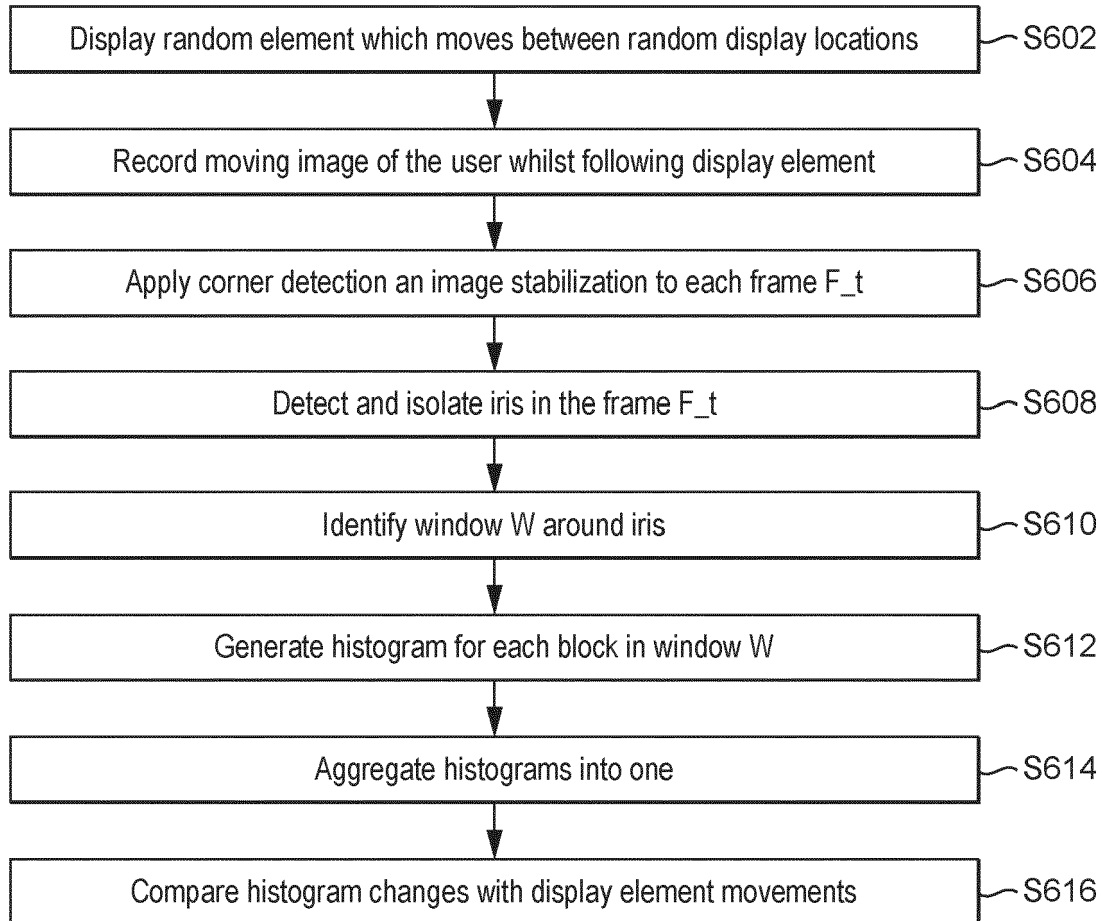 Display random element which moves between random display locations S602
Record moving image of the user whilst following display element S604
Apply corner detection an image stabilization to each frame F_t S606
Detect and isolate iris in the frame F_t S608
Identify window W around iris S610
Generate histogram for each block in window W S612
Aggregate histograms into one S614
Compare histogram changes with display element movements S616